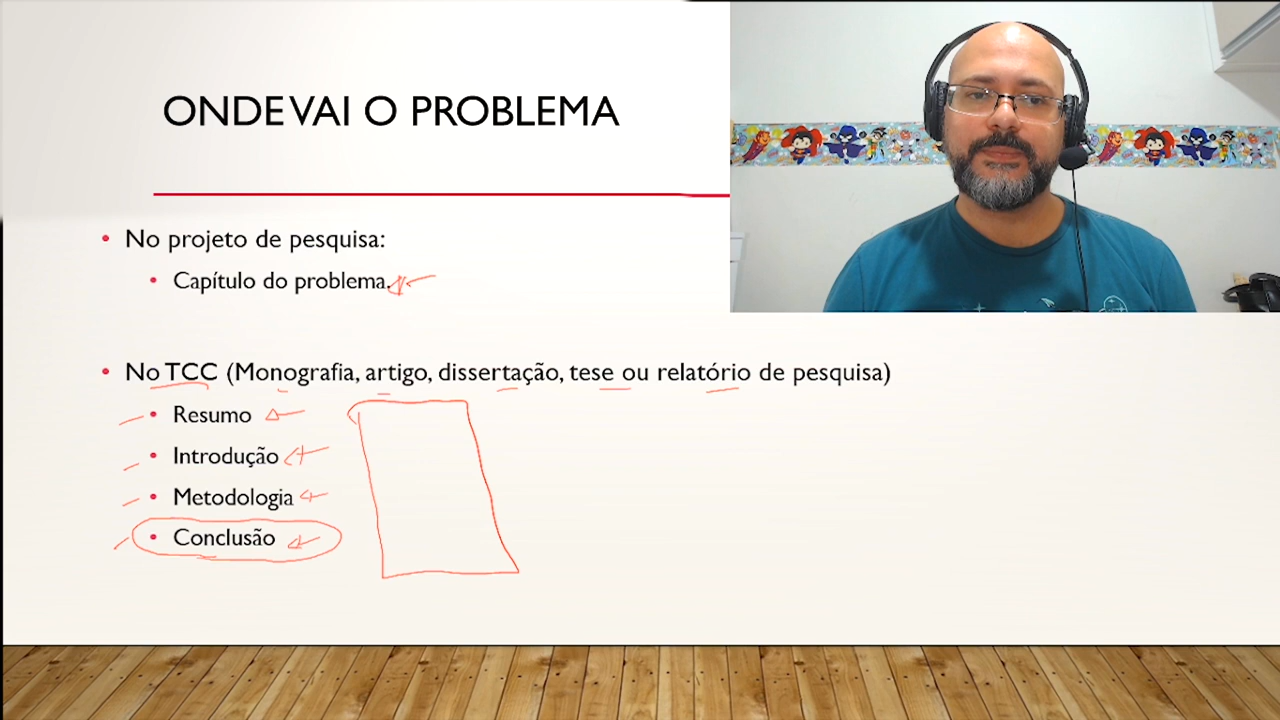 ONDE VAI O PROBLEMA
No projeto de pesquisa:
Capítulo do problema.
No TCC (Monografia, artigo, dissertação, tese ou relatório de pesquisa)
Resumo
Introdução
Metodologia
Conclusão